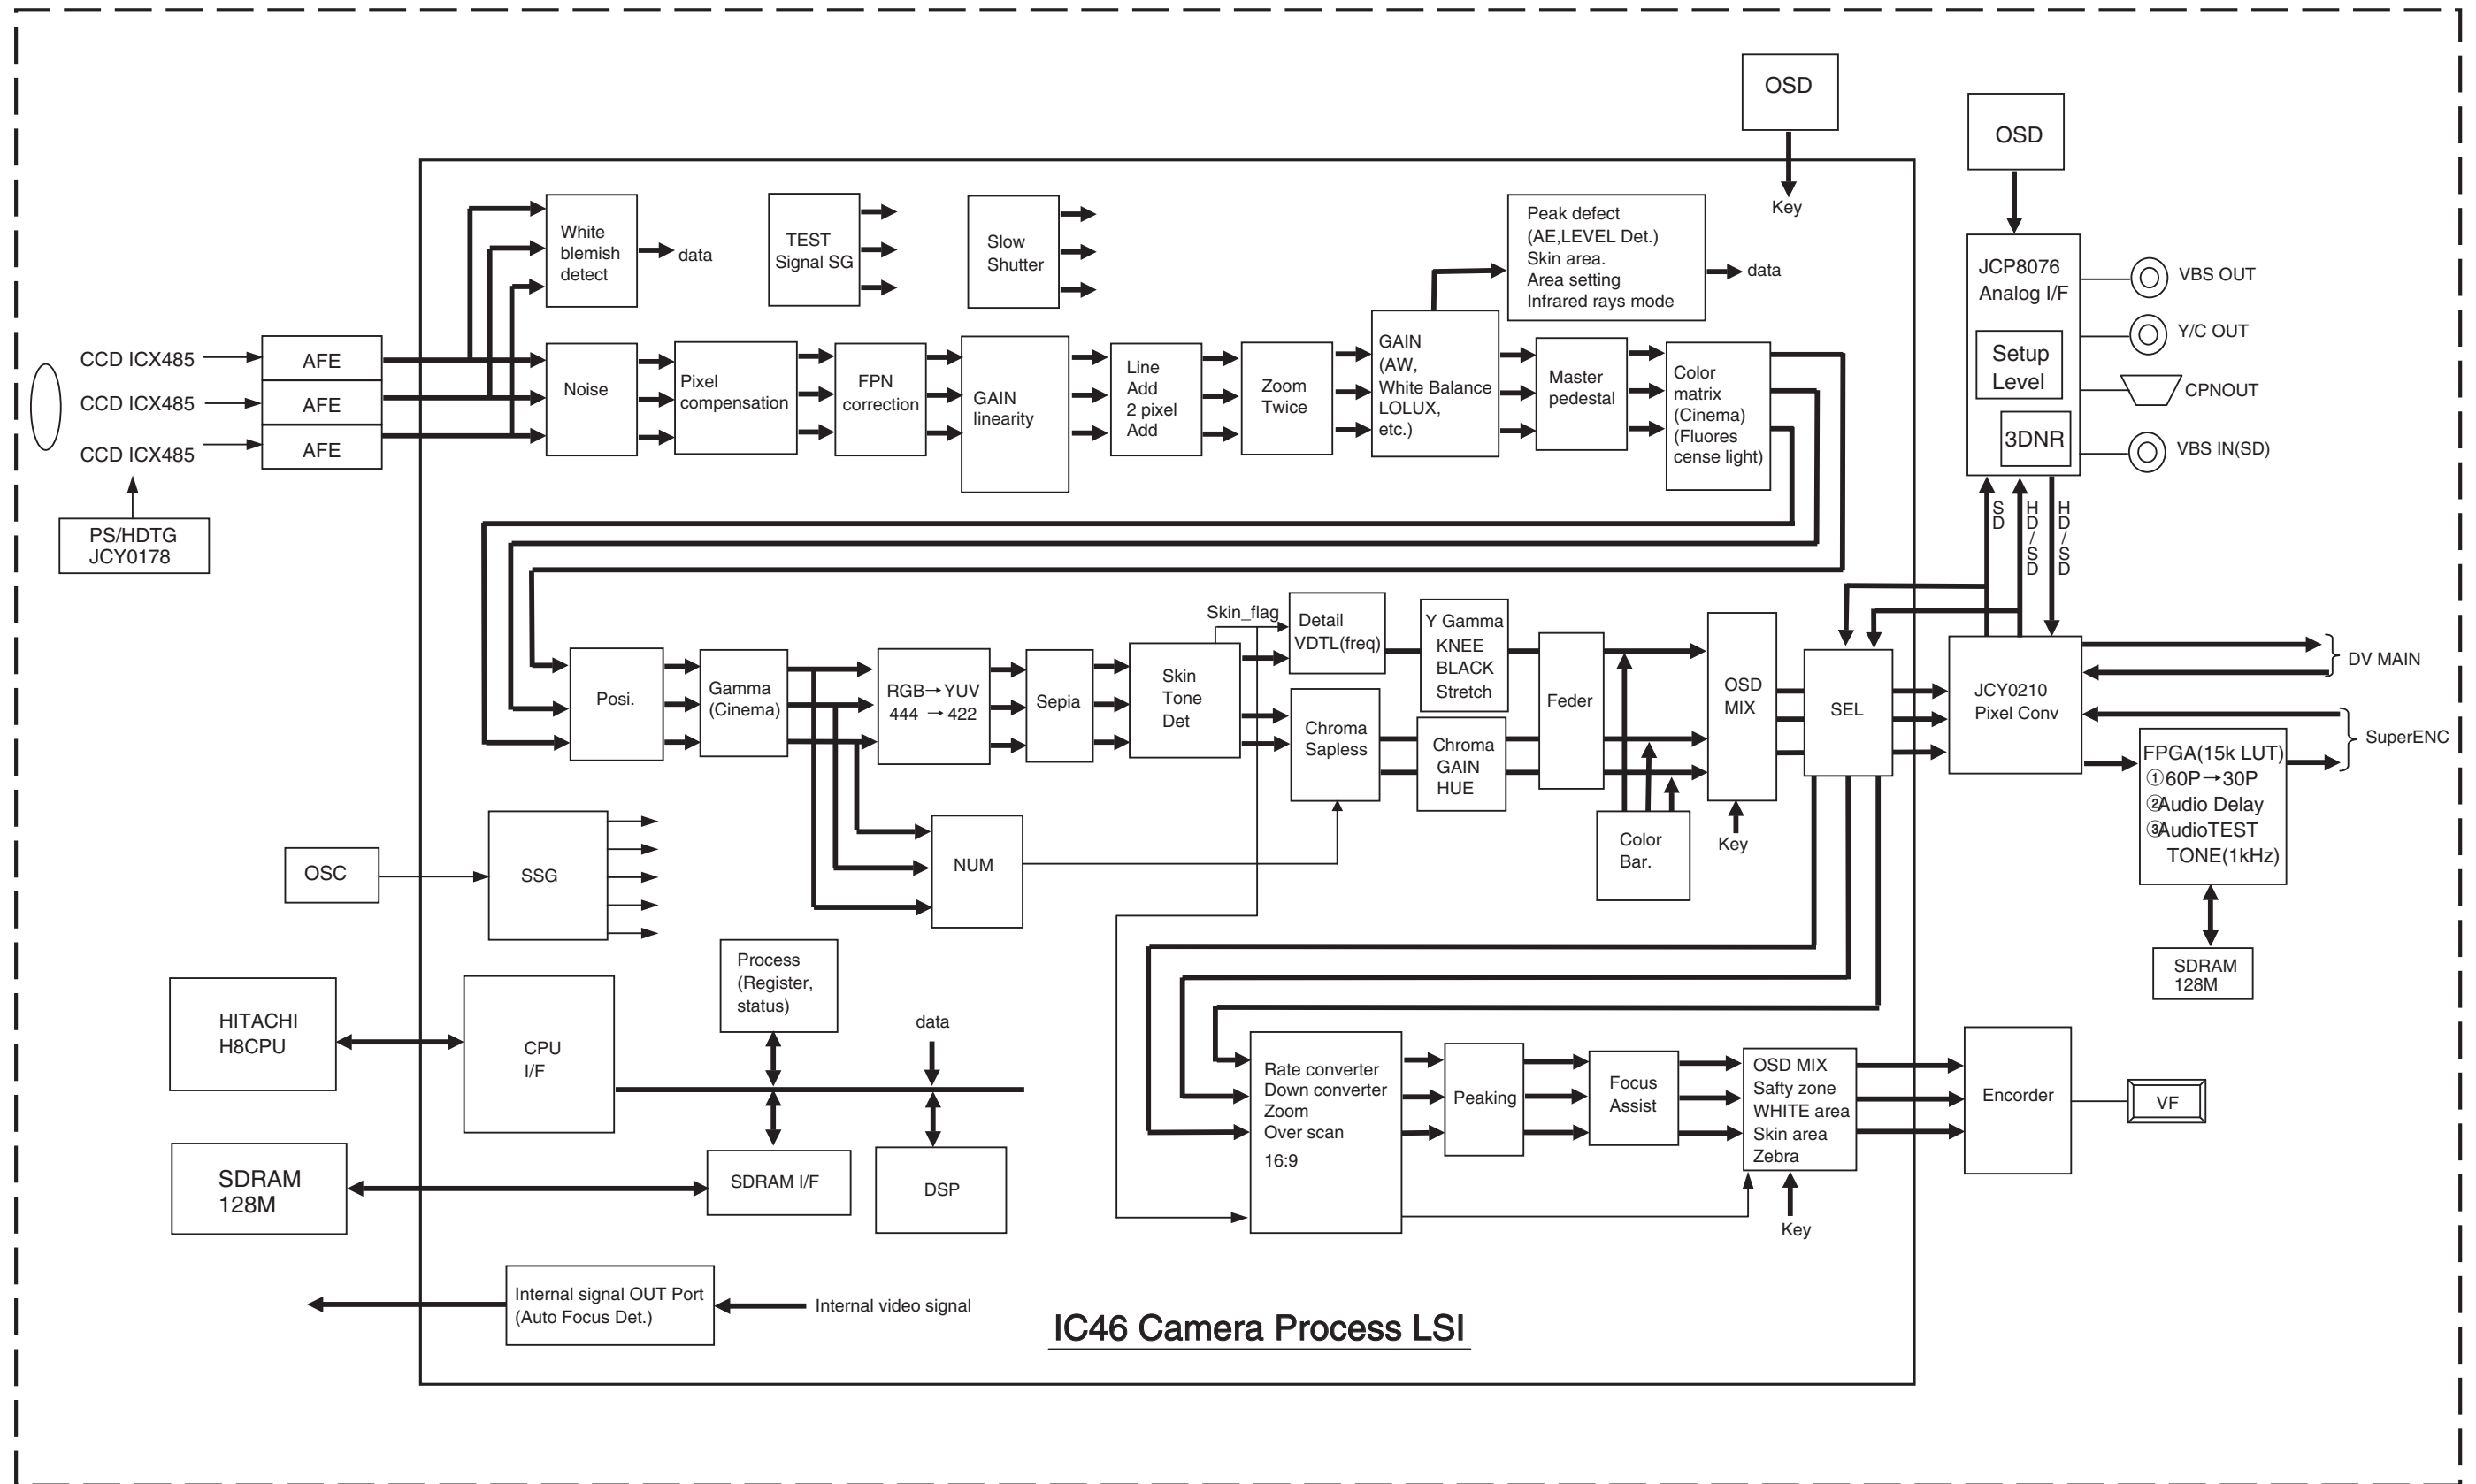 OSD
OSD
Key
White
blemish
detect
data
TEST
Signal SG
Slow
Shutter
Peak defect
(AE,LEVEL Det.)
Skin area.
Area setting
Infrared rays mode
data
JCP8076
Analog I/F
Setup
Level
3DNR
VBS OUT
Y/C OUT
CPNOUT
VBS IN(SD)
CCD ICX485
CCD ICX485
CCD ICX485
AFE
AFE
AFE
PS/HDTG
JCY0178
Noise
Pixel
compensation
FPN
correction
GAIN
linearity
Line
Add
2 pixel
Add
Zoom
Twice
GAIN
(AW,
White Balance
LOLUX,
etc.)
Master
pedestal
Color
matrix
(Cinema)
(Fluores
cense light)
SD
HD/SD
HD/SD
Posi.
Gamma
(Cinema)
RGB→YUV
444 →422
Sepia
Skin
Tone
Det
Skin_flag
Detail
VDTL(freq)
Y Gamma
KNEE
BLACK
Stretch
Chroma
Sapless
Chroma
GAIN
HUE
Feder
OSD
MIX
SEL
JCY0210
Pixel Conv
DV MAIN
SuperENC
FPGA(15k LUT)
①60P→30P
②Audio Delay
③AudioTEST
TONE(1kHz)
SDRAM
128M
Color
Bar.
Key
NUM
OSC
SSG
Process
(Register,
status)
data
HITACHI
H8CPU
CPU
I/F
SDRAM
128M
SDRAM I/F
DSP
Rate converter
Down converter
Zoom
Over scan
16:9
Peaking
Focus
Assist
OSD MIX
Safty zone
WHITE area
Skin area
Zebra
Key
Encorder
VF
Internal signal OUT Port
(Auto Focus Det.)
Internal video signal
IC46 Camera Process LSI